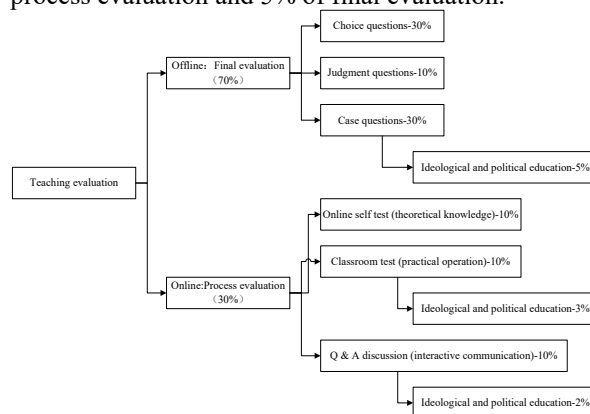 process evaluation and 5% of final evaluation.
Choice questions-30%
Offline：Final evaluation
（70%）
Judgment questions-10%
Case questions-30%
Ideological and political education-5%
Teaching evaluation
Online self test (theoretical knowledge)-10%
Classroom test (practical operation)-10%
Online:Process evaluation
（30%）
Ideological and political education-3%
Q & A discussion (interactive communication)-10%
Ideological and political education-2%